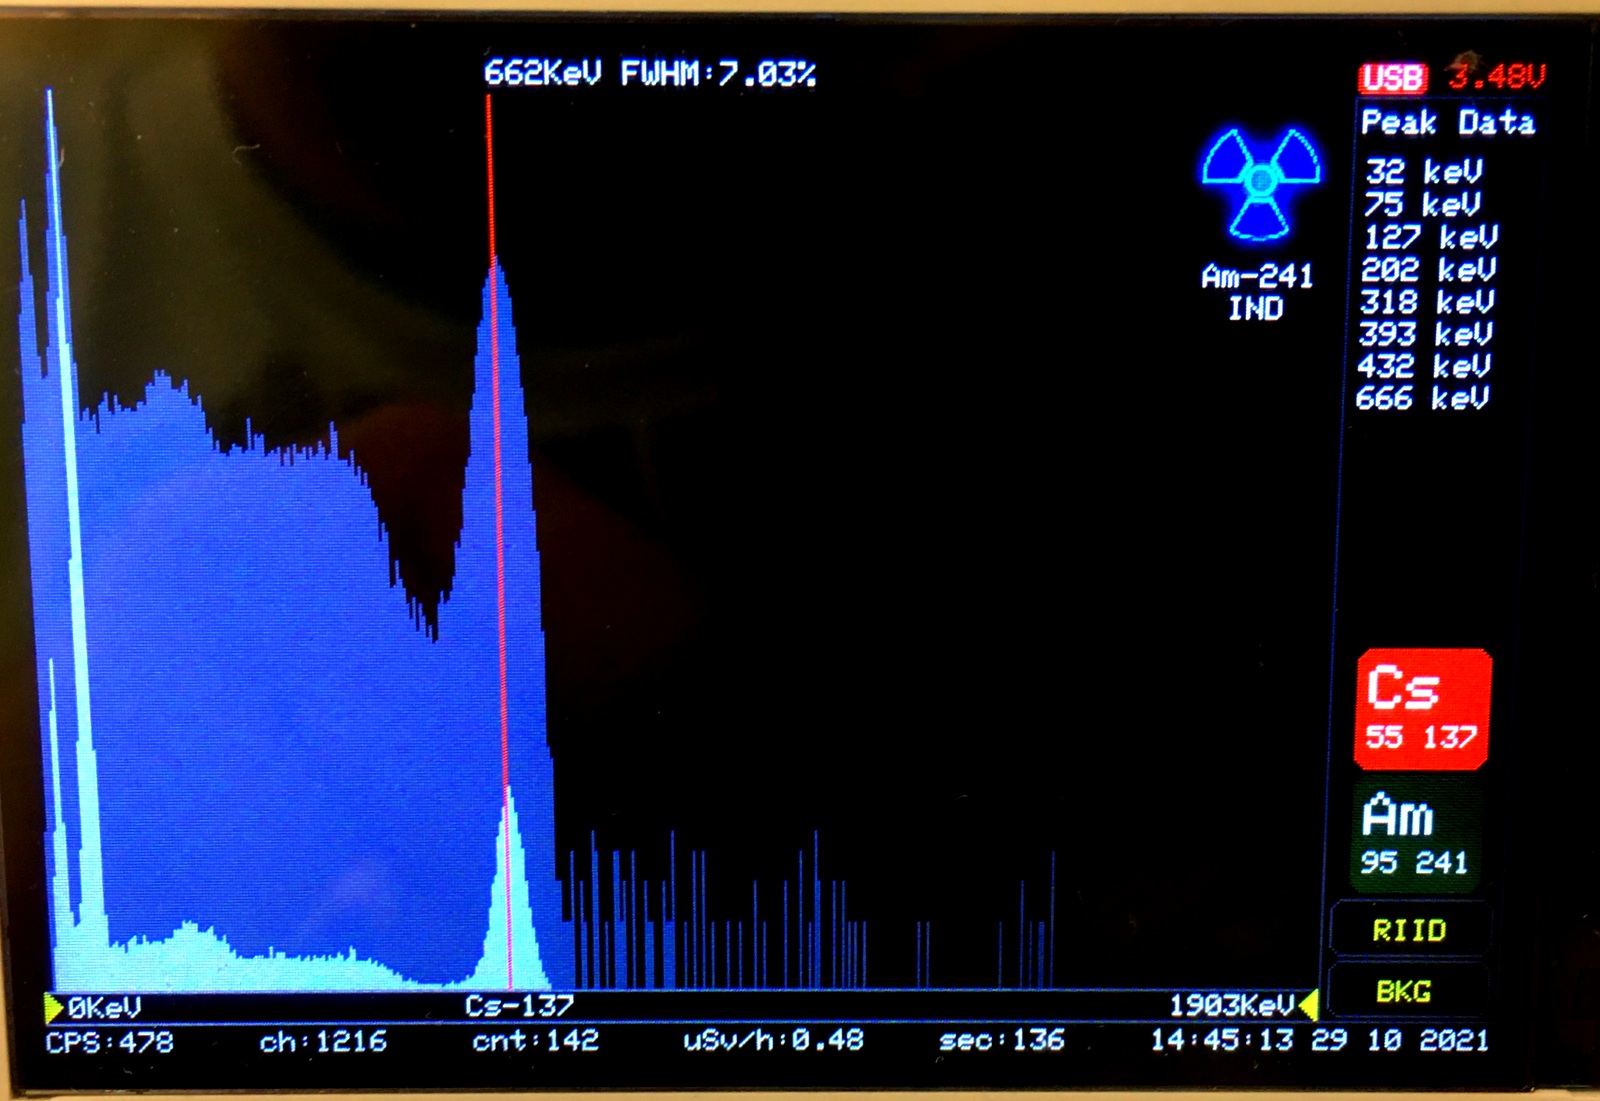 662KeV FWHM:7.03%
USB 3.48V
Peak Data
32 keV
75 keV
127 keV
202 keV
318 keV
393 keV
432 keV
666 keV
Am-241
IND
Cs
55 137
Am
95 241
RIID
BKG
0KeV Cs-137 1903KeV
CPS:478 ch:1216 cnt:142 uSv/h:0.48 sec:136 14:45:13 29 10 2021